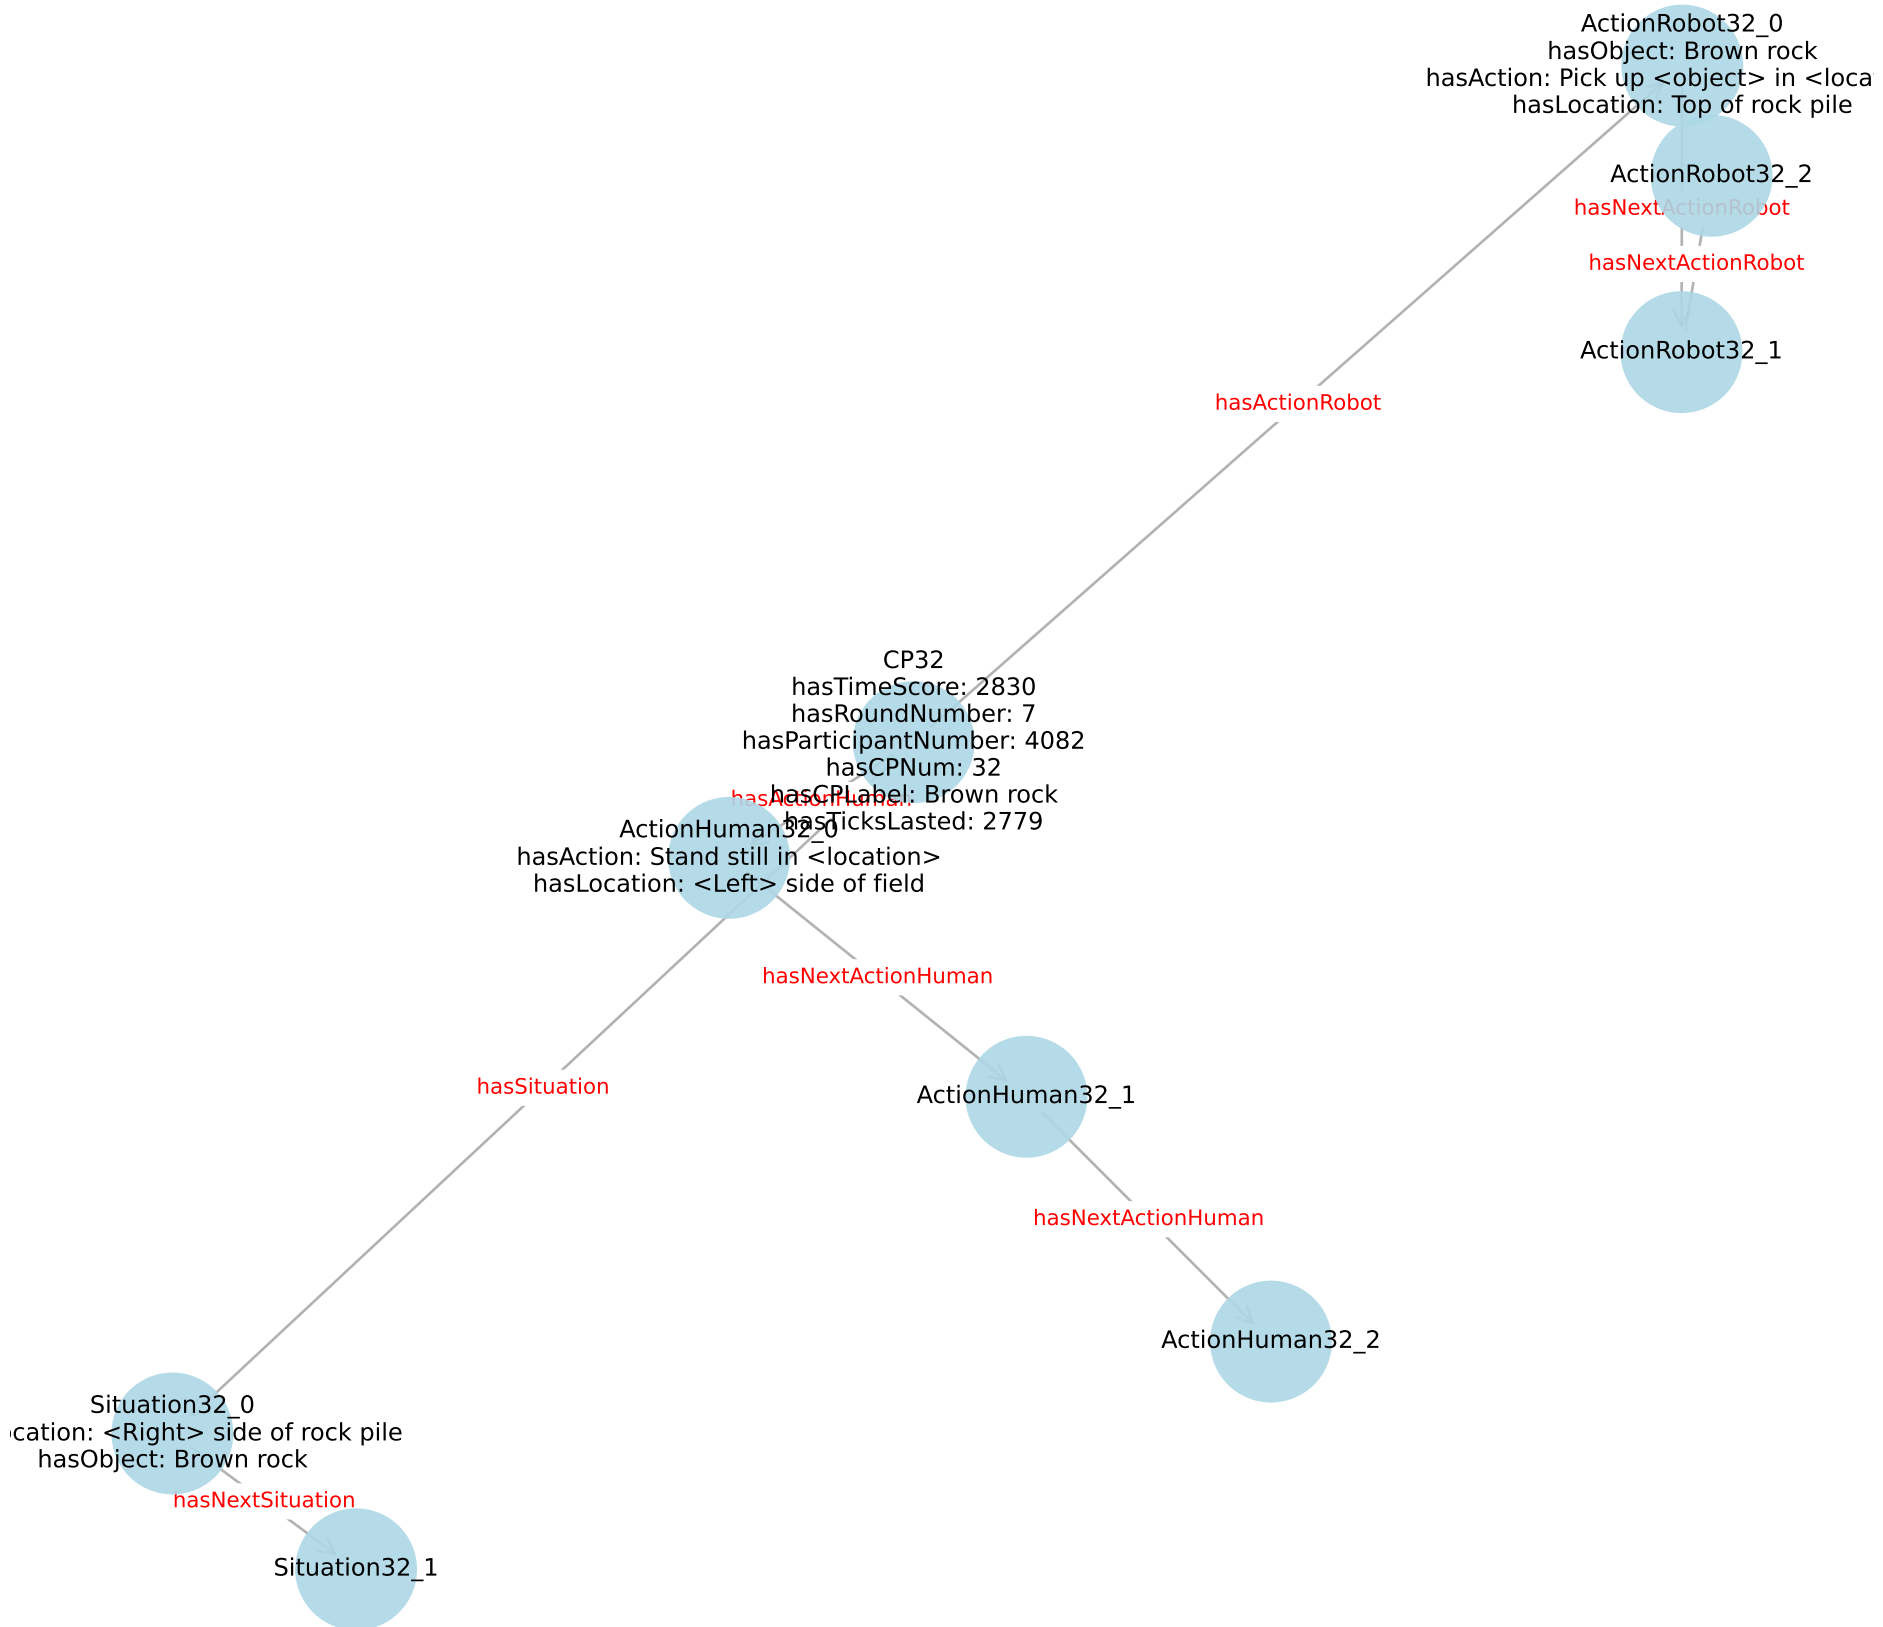 ActionRobot32_0
hasObject: Brown rock
hasAction: Pick up <object> in <loca
hasLocation: Top of rock pile
ActionRobot32_2
hasNextActionRobot
hasNextActionRobot
ActionRobot32_1
hasActionRobot
CP32
hasTimeScore: 2830
hasRoundNumber: 7
hasParticipantNumber: 4082
hasCPNum: 32
hasCPLabel: Brown rock
hasTicksLasted: 2779
hasActionHuman
ActionHuman32_0
hasAction: Stand still in <location>
hasLocation: <Left> side of field
hasNextActionHuman
hasSituation
ActionHuman32_1
hasNextActionHuman
ActionHuman32_2
Situation32_0
ocation: <Right> side of rock pile
hasObject: Brown rock
hasNextSituation
Situation32_1